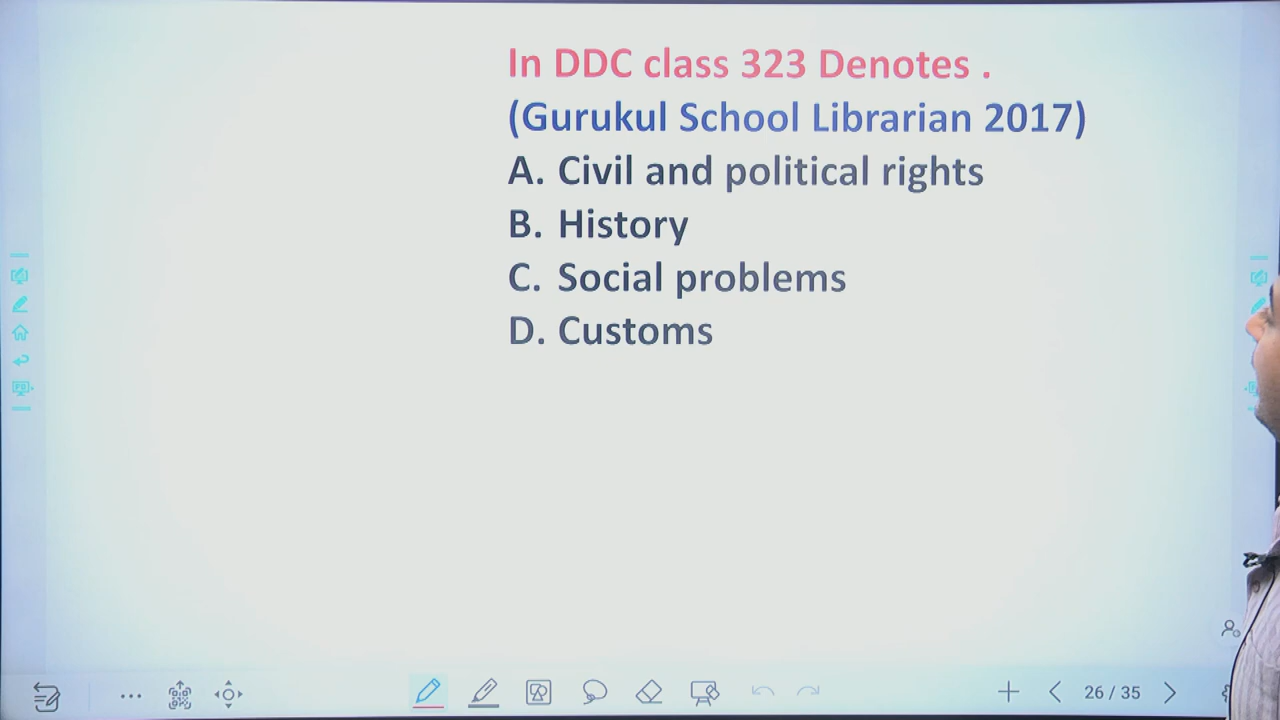 In DDC class 323 Denotes .
(Gurukul School Librarian 2017)
A. Civil and political rights
B. History
C. Social problems
D. Customs
26 / 35